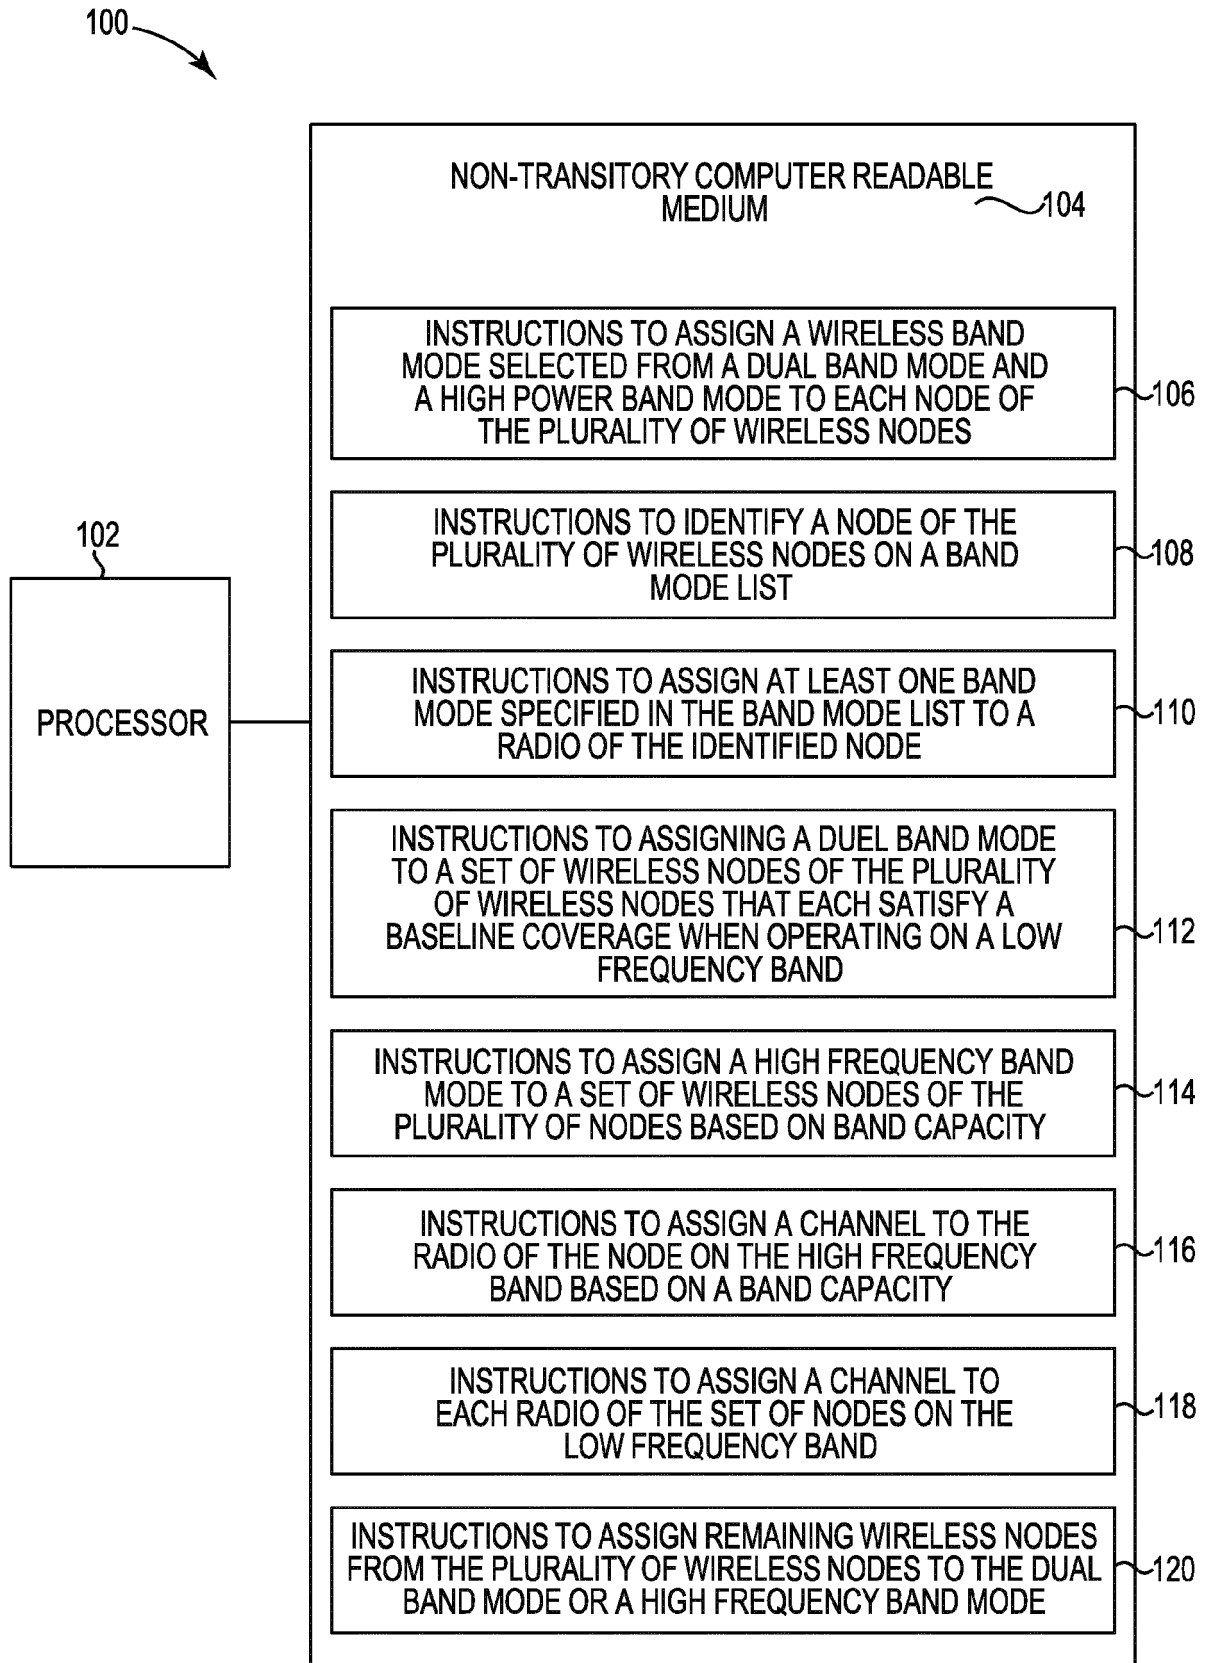 100
NON-TRANSITORY COMPUTER READABLE
MEDIUM
104
INSTRUCTIONS TO ASSIGN A WIRELESS BAND
MODE SELECTED FROM A DUAL BAND MODE AND
A HIGH POWER BAND MODE TO EACH NODE OF
THE PLURALITY OF WIRELESS NODES
106
102
PROCESSOR
INSTRUCTIONS TO IDENTIFY A NODE OF THE
PLURALITY OF WIRELESS NODES ON A BAND
MODE LIST
108
INSTRUCTIONS TO ASSIGN AT LEAST ONE BAND
MODE SPECIFIED IN THE BAND MODE LIST TO A
RADIO OF THE IDENTIFIED NODE
110
INSTRUCTIONS TO ASSIGNING A DUEL BAND MODE
TO A SET OF WIRELESS NODES OF THE PLURALITY
OF WIRELESS NODES THAT EACH SATISFY A
BASELINE COVERAGE WHEN OPERATING ON A LOW
FREQUENCY BAND
112
INSTRUCTIONS TO ASSIGN A HIGH FREQUENCY BAND
MODE TO A SET OF WIRELESS NODES OF THE
PLURALITY OF NODES BASED ON BAND CAPACITY
114
INSTRUCTIONS TO ASSIGN A CHANNEL TO THE
RADIO OF THE NODE ON THE HIGH FREQUENCY
BAND BASED ON A BAND CAPACITY
116
INSTRUCTIONS TO ASSIGN A CHANNEL TO
EACH RADIO OF THE SET OF NODES ON THE
LOW FREQUENCY BAND
118
INSTRUCTIONS TO ASSIGN REMAINING WIRELESS NODES
FROM THE PLURALITY OF WIRELESS NODES TO THE DUAL
BAND MODE OR A HIGH FREQUENCY BAND MODE
120